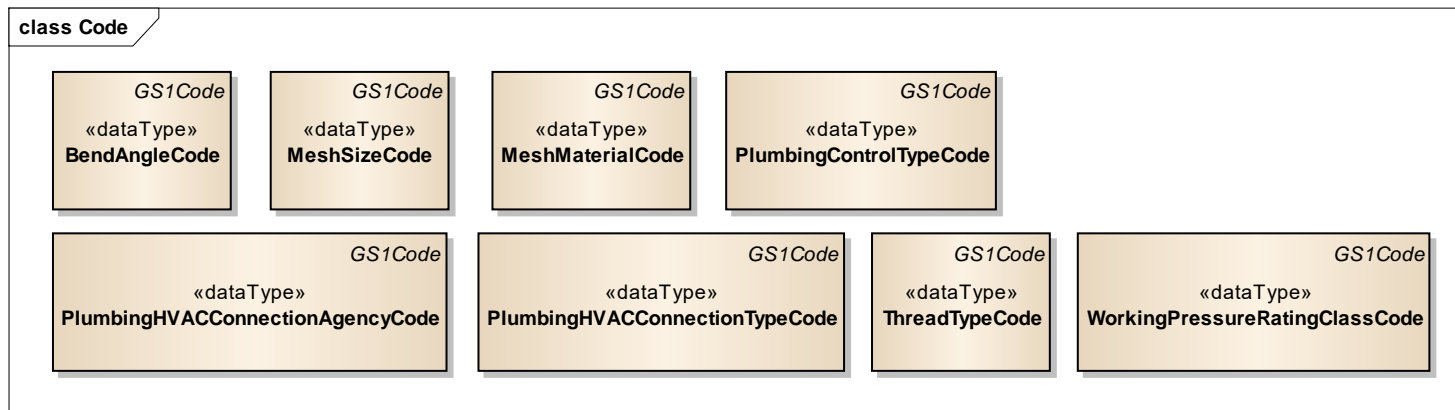 class Code
GS1Code
«dataType»
BendAngleCode
GS1Code
«dataType»
MeshSizeCode
GS1Code
«dataType»
MeshMaterialCode
GS1Code
«dataType»
PlumbingControlTypeCode
GS1Code
«dataType»
PlumbingHVACConnectionAgencyCode
GS1Code
«dataType»
PlumbingHVACConnectionTypeCode
GS1Code
«dataType»
ThreadTypeCode
GS1Code
«dataType»
WorkingPressureRatingClassCode